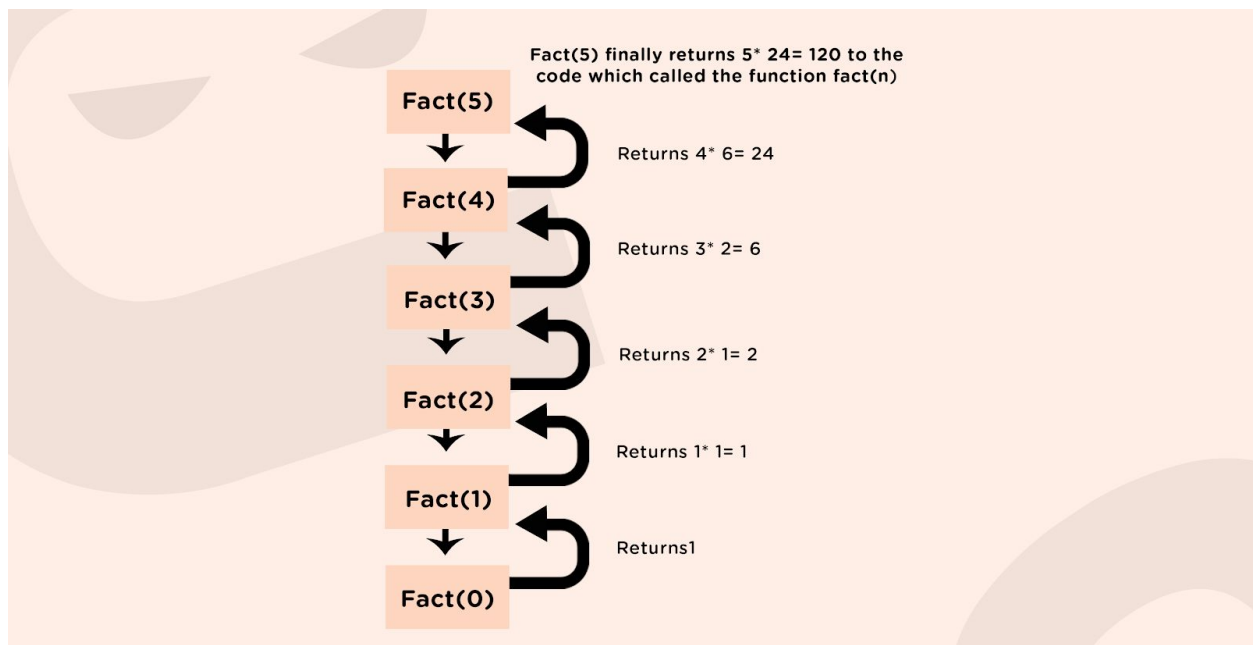 Fact(5) finally returns 5* 24= 120 to the
code which called the function fact(n)
Fact(5)
Returns 4* 6= 24
Fact(4)
Returns 3* 2= 6
Fact(3)
Returns 2* 1= 2
Fact(2)
Returns 1* 1= 1
Fact(1)
Returns1
Fact(0)